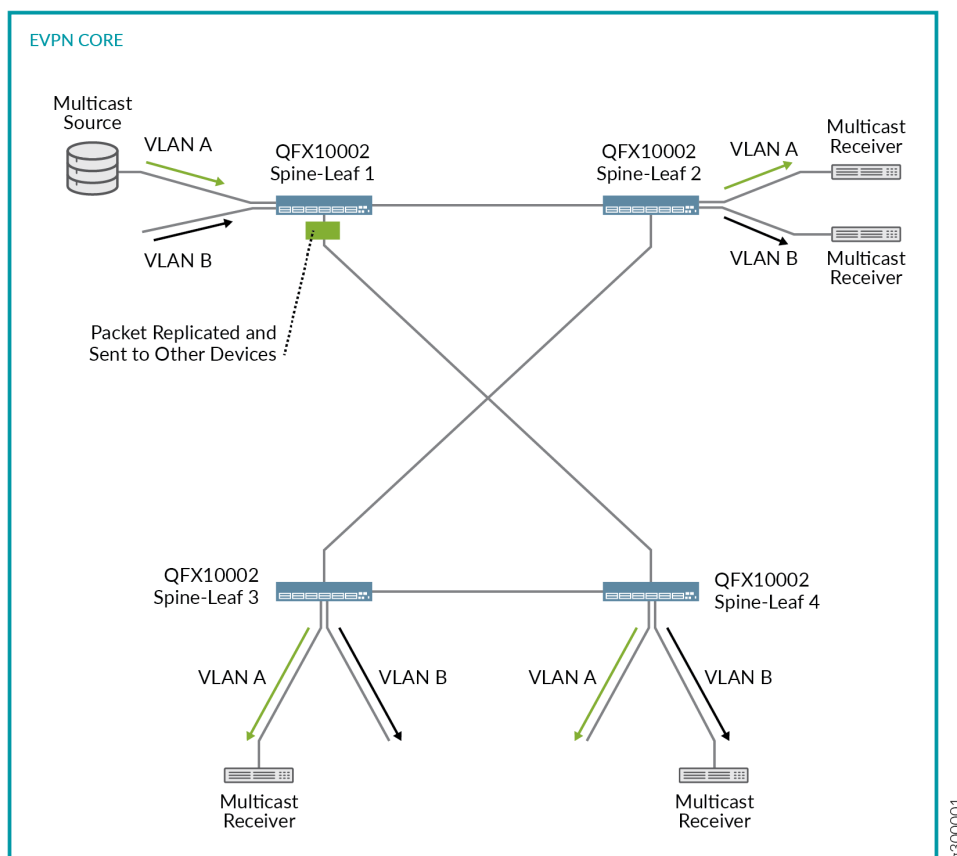 EVPN CORE
Multicast
Source
VLAN A
VLAN B
QFX10002
Spine-Leaf 1
QFX10002
Spine-Leaf 2
VLAN A
VLAN B
Multicast
Receiver
Multicast
Receiver
Packet Replicated and
Sent to Other Devices
QFX10002
Spine-Leaf 3
QFX10002
Spine-Leaf 4
VLAN A
VLAN B
VLAN A
VLAN B
Multicast
Receiver
Multicast
Receiver